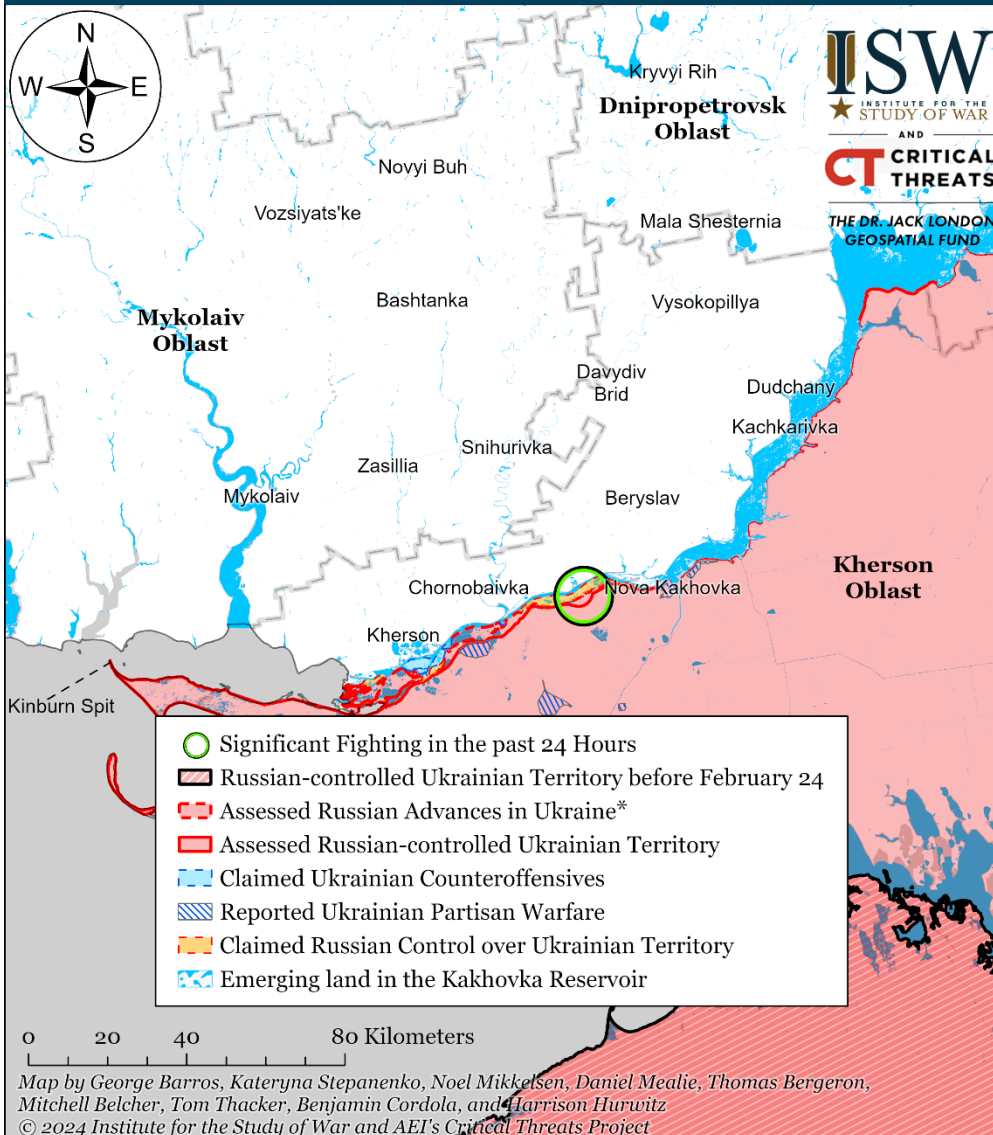 N
W
E
S
ISW
INSTITUTE FOR THE
STUDY OF WAR
AND
CT CRITICAL
THREATS
THE DR. JACK LONDON
GEOSPATIAL FUND
Kryvyi Rih
Dnipropetrovsk
Oblast
Novyi Buh
Vozsiyats'ke
Mala Shesternia
Bashtanka
Vysokopillya
Mykolaiv
Oblast
Davydiv
Brid
Dudchany
Kachkarivka
Snihurivka
Zasillia
Mykolaiv
Beryslav
Kherson
Oblast
Chornobaivka
Nova Kakhovka
Kherson
Kinburn Spit
Significant Fighting in the past 24 Hours
Russian-controlled Ukrainian Territory before February 24
Assessed Russian Advances in Ukraine*
Assessed Russian-controlled Ukrainian Territory
Claimed Ukrainian Counteroffensives
Reported Ukrainian Partisan Warfare
Claimed Russian Control over Ukrainian Territory
Emerging land in the Kakhovka Reservoir
0 20 40 80 Kilometers
Map by George Barros, Kateryna Stepanenko, Noel Mikkelsen, Daniel Mealie, Thomas Bergeron,
Mitchell Belcher, Tom Thacker, Benjamin Cordola, and Harrison Hurwitz
© 2024 Institute for the Study of War and AEI's Critical Threats Project